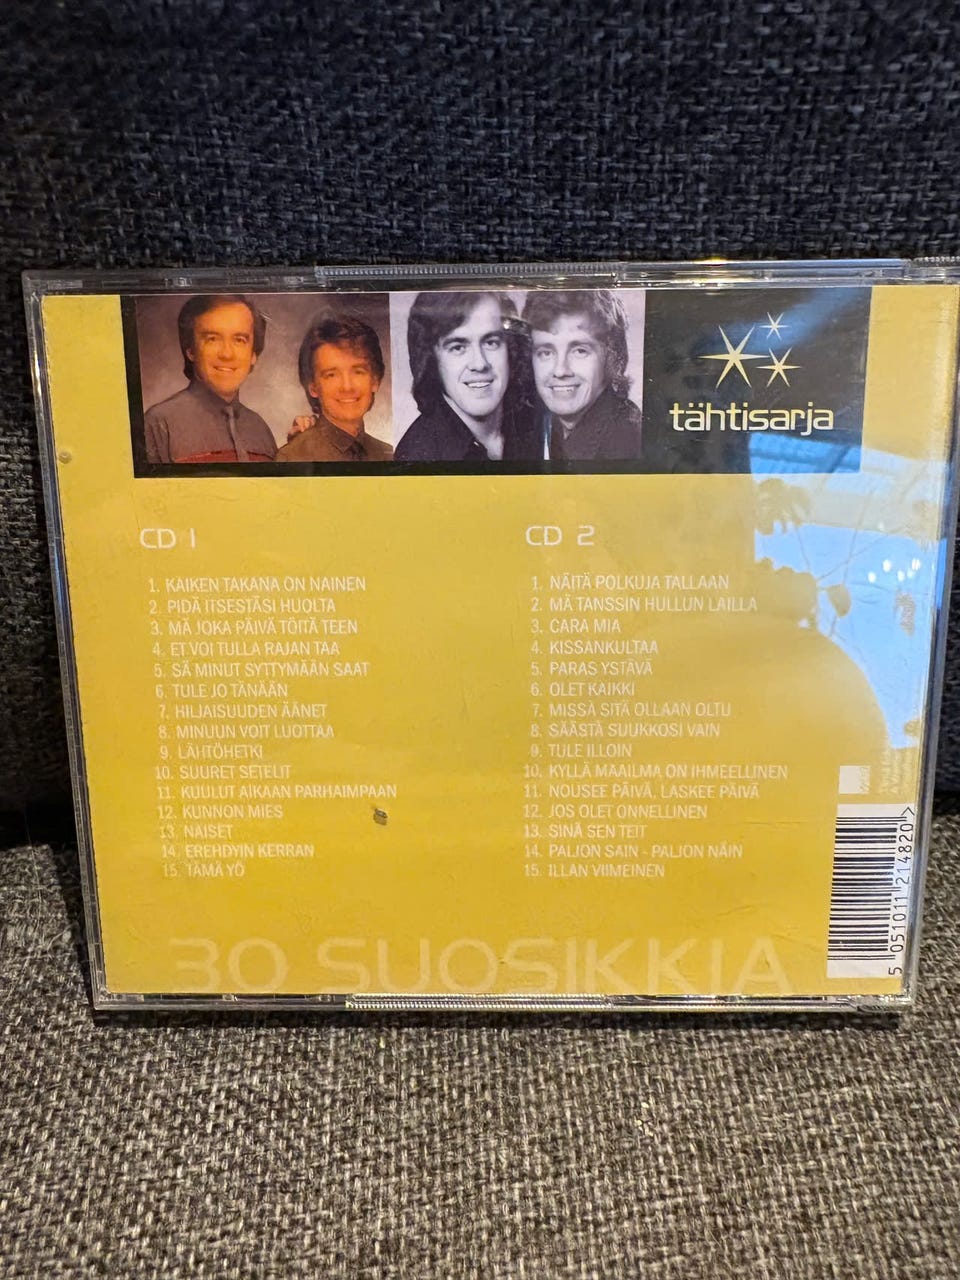 tähtisarja
CD 1
1. KAIKEN TAKANA ON NAINEN
2. PIDÄ ITSESTÄSI HUOLTA
3. MÄ JOKA PÄIVÄ TÖITÄ TEEN
4. ET VOI TULLA RAJAN TAA
5. SÄ MINUT SYTTYMÄÄN SAAT
6. TULE JO TÄNÄÄN
7. HILJAISUUDEN ÄÄNET
8. MINUUN VOIT LUOTTAA
9. LÄHTÖHETKI
10. SUURET SETELIT
11. KUULUT AIKAAN PARHAIMPAAN
12. KUNNON MIES
13. NAISET
14. EREHDYIN KERRAN
15. TÄMÄ YÖ
CD 2
1. NÄITÄ POLKUJA TALLAAN
2. MÄ TANSSIN HULLUN LAILLA
3. CARA MIA
4. KISSANKULTAA
5. PARAS YSTÄVÄ
6. OLET KAIKKI
7. MISSÄ SITÄ OLLAAN OLTU
8. SÄÄSTÄ SUUKKOSI VAIN
9. TULE ILLOIN
10. KYLLÄ MAAILMA ON IHMEELLINEN
11. NOUSEE PÄIVÄ, LASKEE PÄIVÄ
12. JOS OLET ONNELLINEN
13. SINÄ SEN TEIT
14. PALJON SAIN - PALJON NÄIN
15. ILLAN VIIMEINEN
30 SUOSIKKIA
5 051011 214820 >